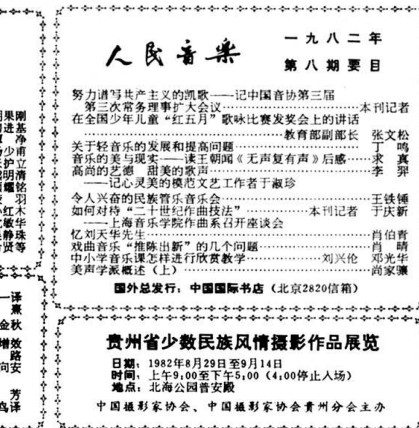 人民音乐
一九八二年
第八期要目
努力谱写共产主义的凯歌——记中国音协第三届
第三次常务理事扩大会议……本刊记者
在全国少年儿童“红五月”歌咏比赛发奖会上的讲话
……教育部副部长 张文松
关于轻音乐的发展和提高问题……丁鸣
音乐的美与现实——读王朝闻《无声复有声》后感……求真
高尚的艺德 甜美的歌声……李羿
——记心灵美的模范文艺工作者于淑珍
令人兴奋的民族管乐音乐会……王铁锤
如何对待“二十世纪作曲技法”……本刊记者 于庆新
——上海音乐学院作曲系召开座谈会
忆刘天华先生……肖伯青
戏曲音乐“推陈出新”的几个问题……肖晴
中小学音乐课怎样进行欣赏教学……刘兴伦 邓光华
美声学派概述(上)……尚家骧
国外总发行:中国国际书店(北京2820信箱)
贵州省少数民族风情摄影作品展览
日期:1982年8月29日至9月14日
时间:上午9:00至下午5:00(4:00停止入场)
地点:北海公园普安殿
中国摄影家协会、中国摄影家协会贵州分会主办